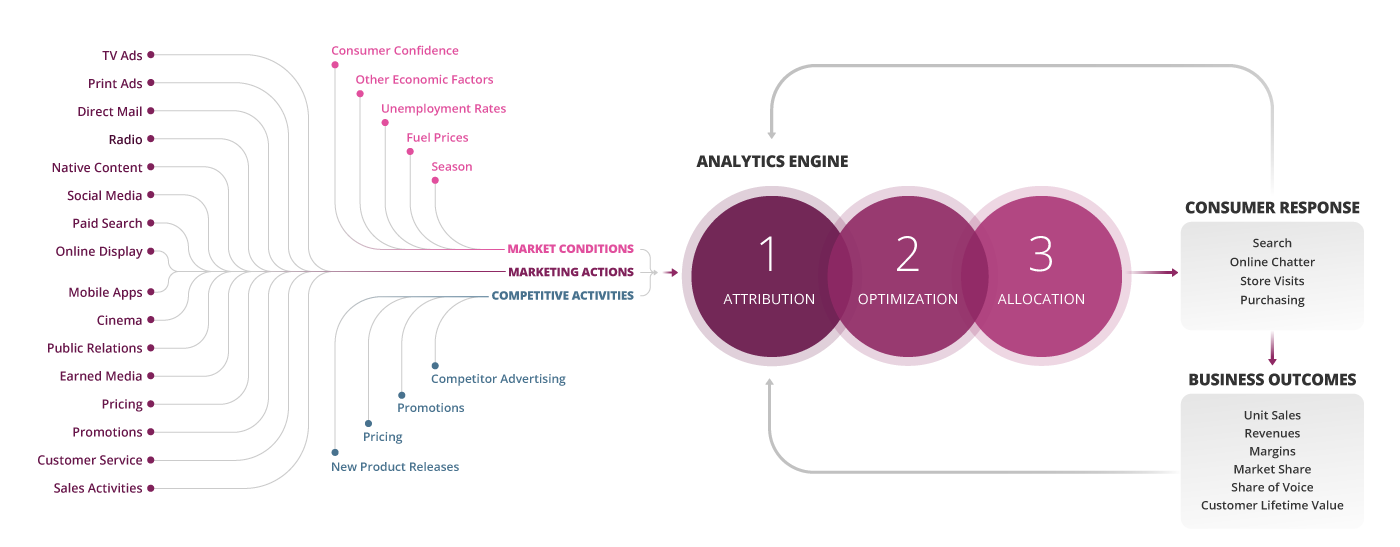 TV Ads
Print Ads
Direct Mail
Radio
Native Content
Social Media
Paid Search
Online Display
Mobile Apps
Cinema
Public Relations
Earned Media
Pricing
Promotions
Customer Service
Sales Activities
Consumer Confidence
Other Economic Factors
Unemployment Rates
Fuel Prices
Season
MARKET CONDITIONS
MARKETING ACTIONS
COMPETITIVE ACTIVITIES
Competitor Advertising
Promotions
Pricing
New Product Releases
ANALYTICS ENGINE
1
ATTRIBUTION
2
OPTIMIZATION
3
ALLOCATION
CONSUMER RESPONSE
Search
Online Chatter
Store Visits
Purchasing
BUSINESS OUTCOMES
Unit Sales
Revenues
Margins
Market Share
Share of Voice
Customer Lifetime Value